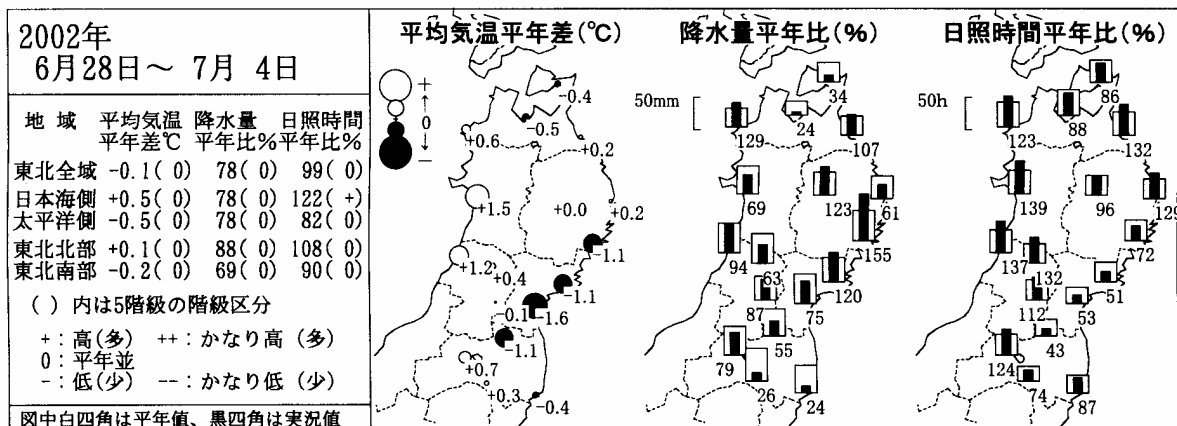 2002年
6月28日～ 7月 4日
地 域 平均気温 降水量 日照時間
平年差℃ 平年比% 平年比%
東北全域 -0.1( 0) 78( 0) 99( 0)
日本海側 +0.5( 0) 78( 0) 122( +)
太平洋側 -0.5( 0) 78( 0) 82( 0)
東北北部 +0.1( 0) 88( 0) 108( 0)
東北南部 -0.2( 0) 69( 0) 90( 0)
( ) 内は5階級の階級区分
+：高(多) ++：かなり高 (多)
0：平年並
-：低(少) --：かなり低 (少)
図中白四角は平年値、黒四角は実況値
平均気温平年差(℃)
+
↑
0
↓
-
-0.4
-0.5
+0.6
+0.2
+1.5
+0.0
+0.2
-1.1
+1.2
+0.4
-1.1
-0.1
-1.6
-1.1
+0.7
+0.3
-0.4
降水量平年比(%)
50mm
34
24
129
107
69
123
61
155
94
63
120
87
75
55
79
26
24
日照時間平年比(%)
50h
86
88
123
132
139
96
129
72
137
132
51
112
53
43
124
74
87